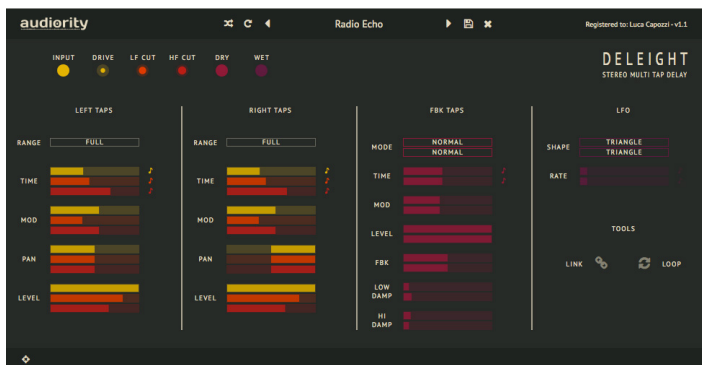 audiority
Radio Echo
Registered to: Luca Capozzi - v1.1
INPUT DRIVE LF CUT HF CUT DRY WET
DELEIGHT
STEREO MULTI TAP DELAY
LEFT TAPS
RANGE FULL
TIME
MOD
PAN
LEVEL
RIGHT TAPS
RANGE FULL
TIME
MOD
PAN
LEVEL
FBK TAPS
MODE NORMAL
NORMAL
TIME
MOD
LEVEL
FBK
LOW
DAMP
HI
DAMP
LFO
SHAPE TRIANGLE
TRIANGLE
RATE
TOOLS
LINK LOOP